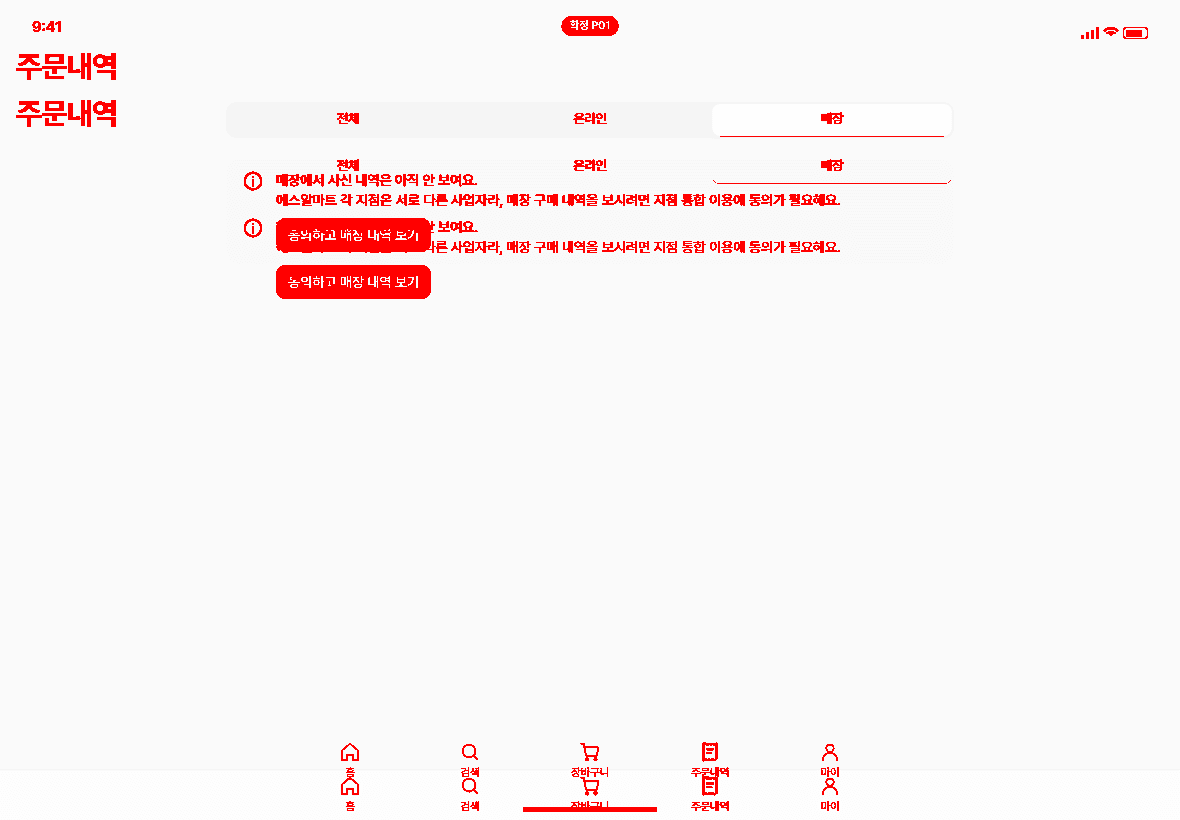 9:41
확정 P01
주문내역
주문내역
전체 온라인 매장
전체 온라인 매장
매장에서 사신 내역은 아직 안 보여요.
에스알마트 각 지점은 서로 다른 사업자라, 매장 구매 내역을 보시려면 지점 통합 이용에 동의가 필요해요.
안 보여요.
동의하고 매장 내역 보기
다른 사업자라, 매장 구매 내역을 보시려면 지점 통합 이용에 동의가 필요해요.
동의하고 매장 내역 보기
홈 검색 장바구니 주문내역 마이
홈 검색 장바구니 주문내역 마이